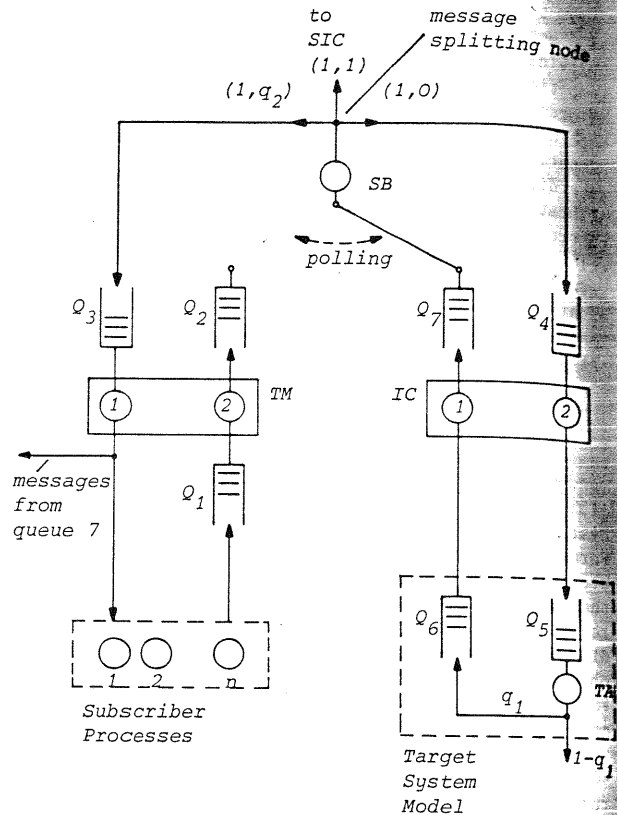 to
SIC
(1,1)
message
splitting node
(1,q2)
(1,0)
SB
polling
Q3
Q2
Q7
Q4
1
2
TM
IC
1
2
messages
from
queue 7
Q1
Q6
Q5
TA
q1
1-q1
1
2
n
Subscriber
Processes
Target
System
Model